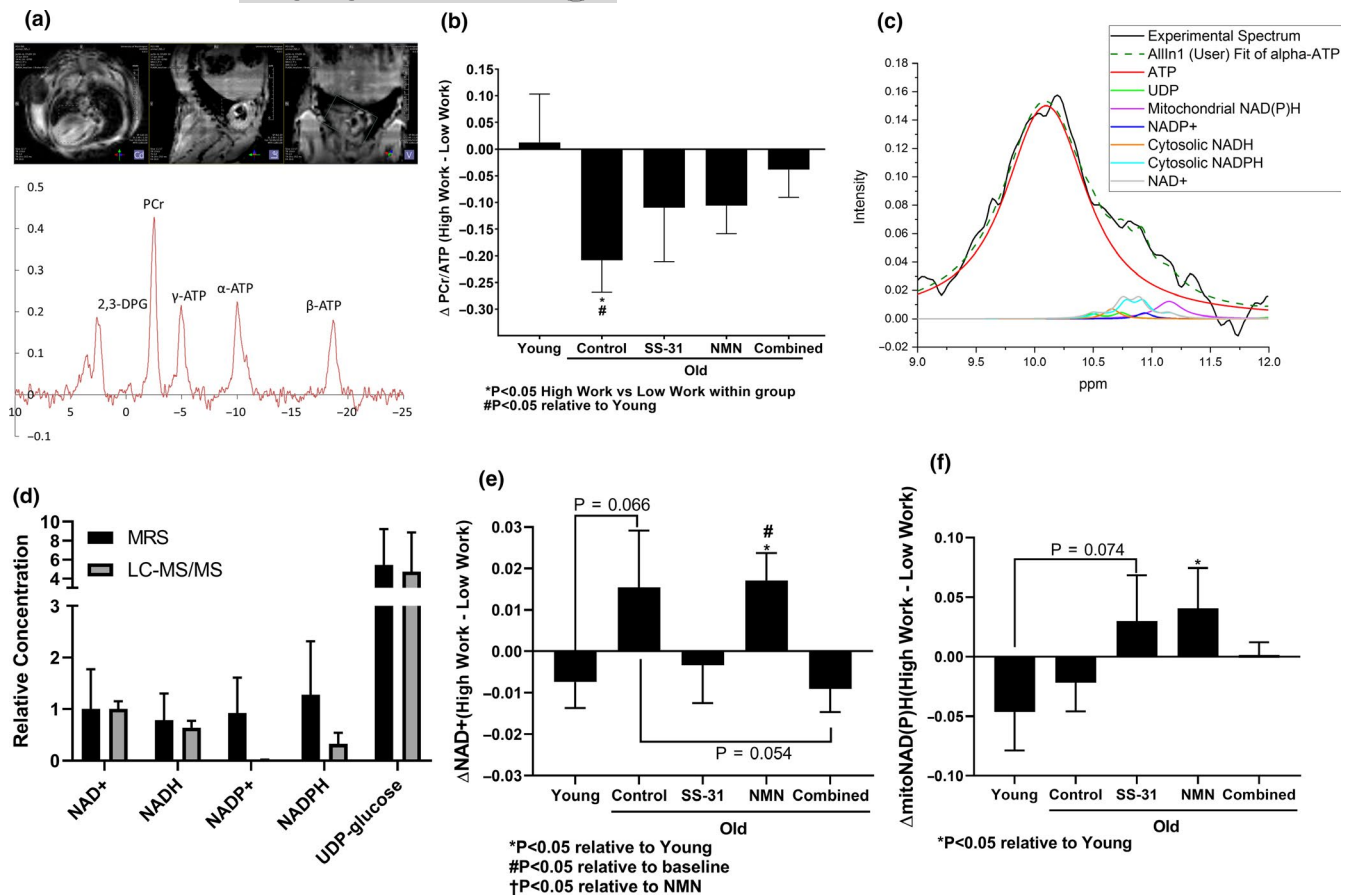 (a)
PCr
2,3-DPG
γ-ATP
α-ATP
β-ATP
0.5
0.4
0.3
0.2
0.1
0
−0.1
10
5
0
−5
−10
−15
−20
−25
(b)
Δ PCr/ATP (High Work - Low Work)
0.15
0.10
0.05
0.00
−0.05
−0.10
−0.15
−0.20
−0.25
−0.30
*
#
Young
Control
SS-31
NMN
Combined
Old
*P<0.05 High Work vs Low Work within group
#P<0.05 relative to Young
(c)
Experimental Spectrum
AllIn1 (User) Fit of alpha-ATP
ATP
UDP
Mitochondrial NAD(P)H
NADP+
Cytosolic NADH
Cytosolic NADPH
NAD+
Intensity
0.18
0.16
0.14
0.12
0.10
0.08
0.06
0.04
0.02
0.00
−0.02
9.0
9.5
10.0
10.5
11.0
11.5
12.0
ppm
(d)
Relative Concentration
10
8
6
4
3
2
1
0
MRS
LC-MS/MS
NAD+
NADH
NADP+
NADPH
UDP-glucose
(e)
ΔNAD+(High Work - Low Work)
0.03
0.02
0.01
0.00
−0.01
−0.02
−0.03
P = 0.066
#
*
P = 0.054
Young
Control
SS-31
NMN
Combined
Old
*P<0.05 relative to Young
#P<0.05 relative to baseline
†P<0.05 relative to NMN
(f)
ΔmitoNAD(P)H(High Work - Low Work)
0.10
0.05
0.00
−0.05
−0.10
P = 0.074
*
Young
Control
SS-31
NMN
Combined
Old
*P<0.05 relative to Young